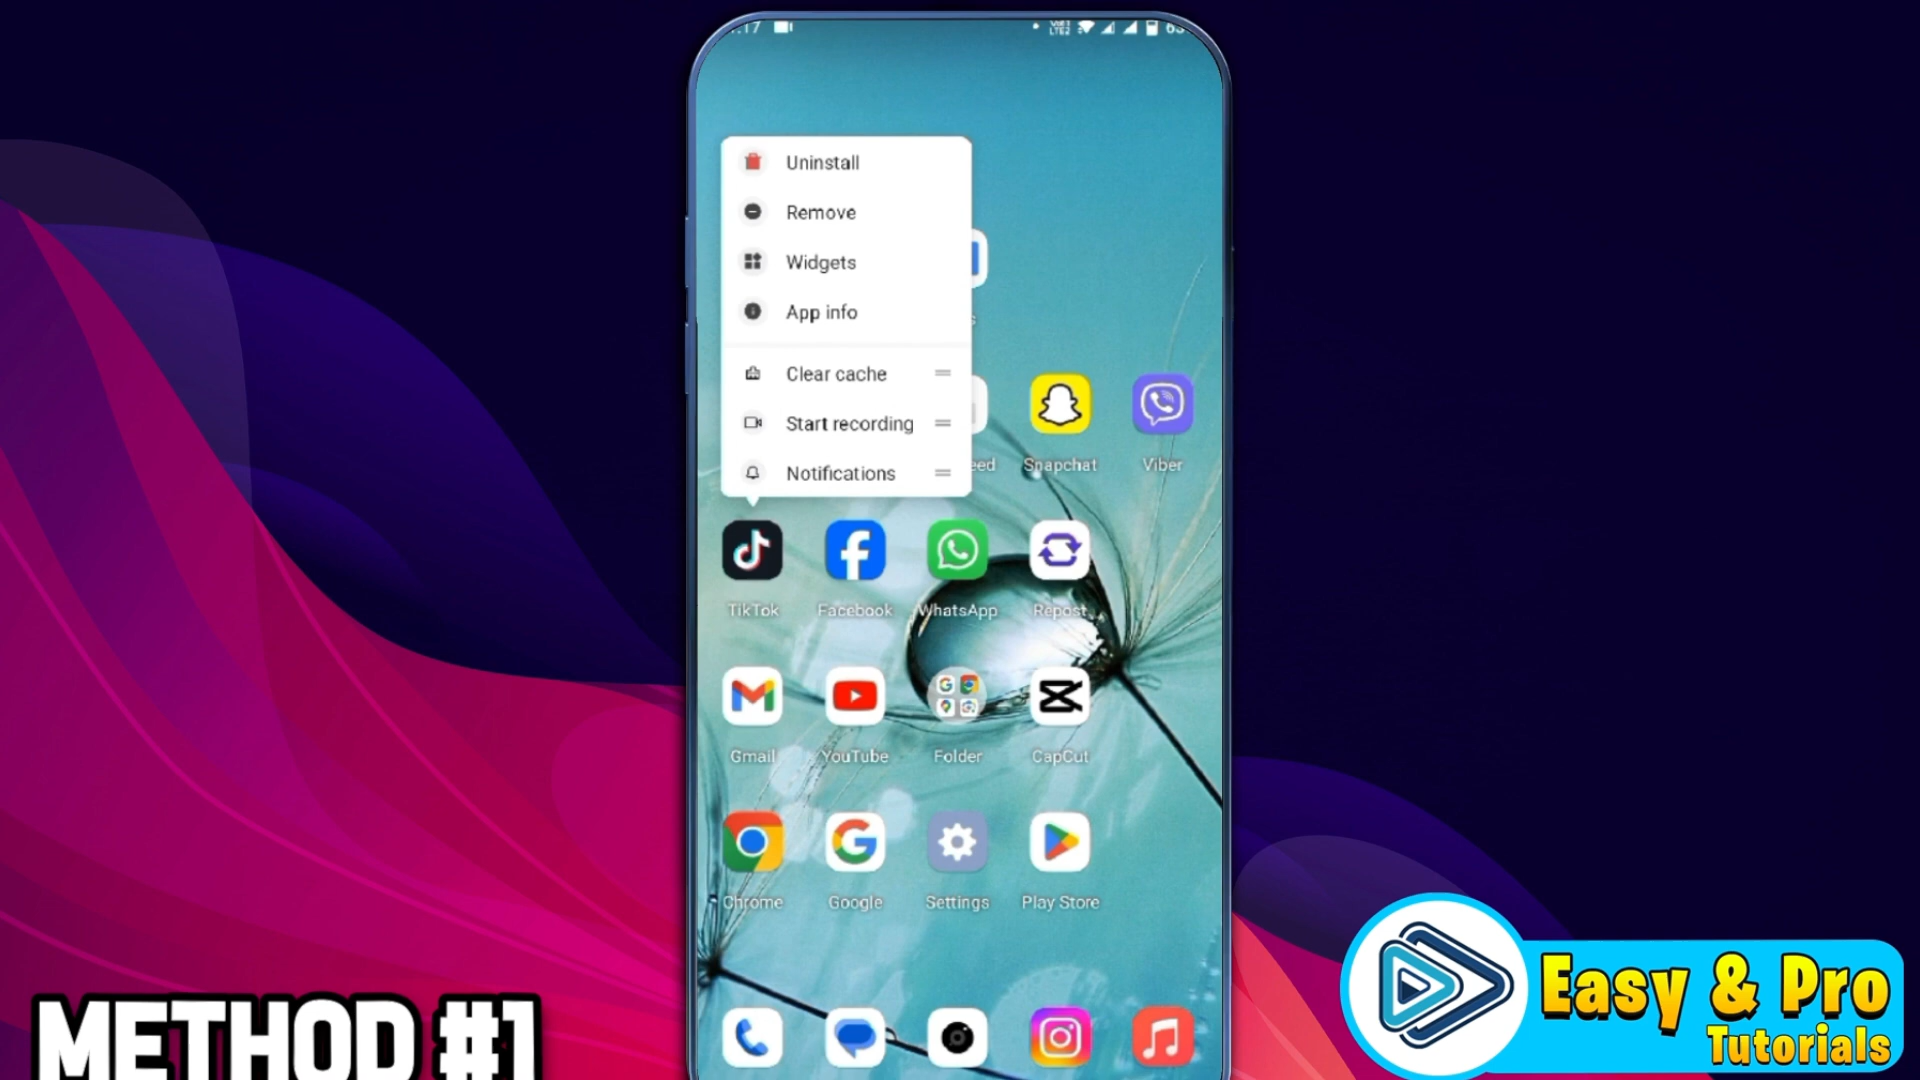 Uninstall
Remove
Widgets
App info
Clear cache
Start recording
Notifications
Snapchat
Viber
TikTok
Facebook
WhatsApp
Repost
Gmail
YouTube
Folder
CapCut
Chrome
Google
Settings
Play Store
METHOD #1
Easy & Pro
Tutorials